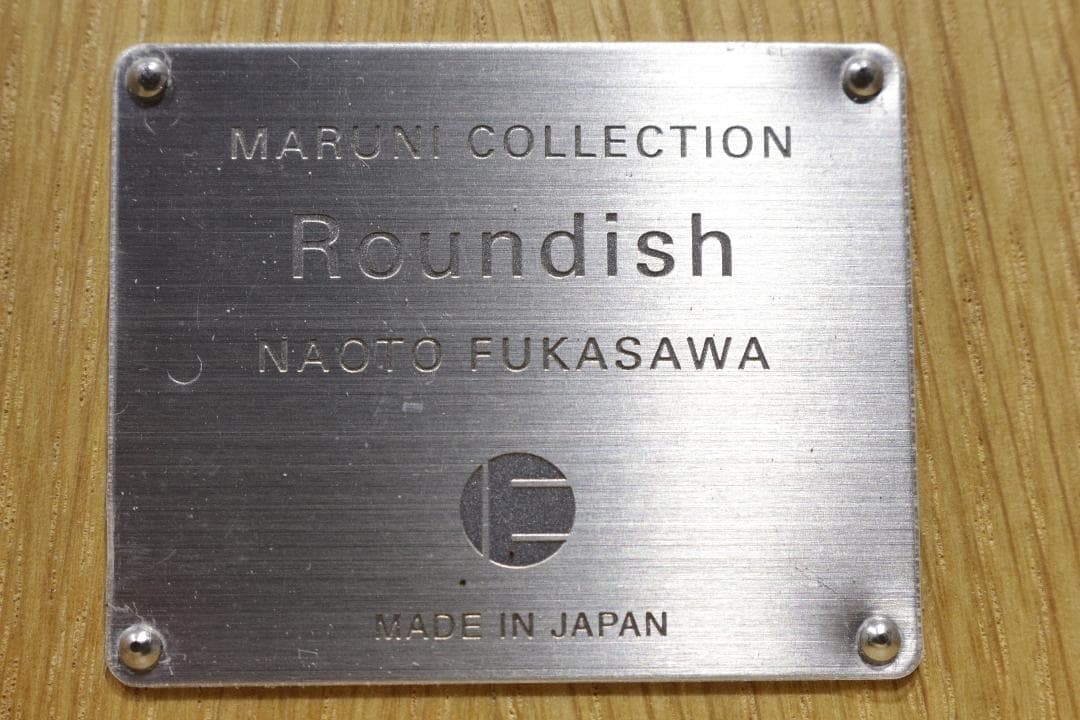 MARUNI COLLECTION
Roundish
NAOTO FUKASAWA
MADE IN JAPAN